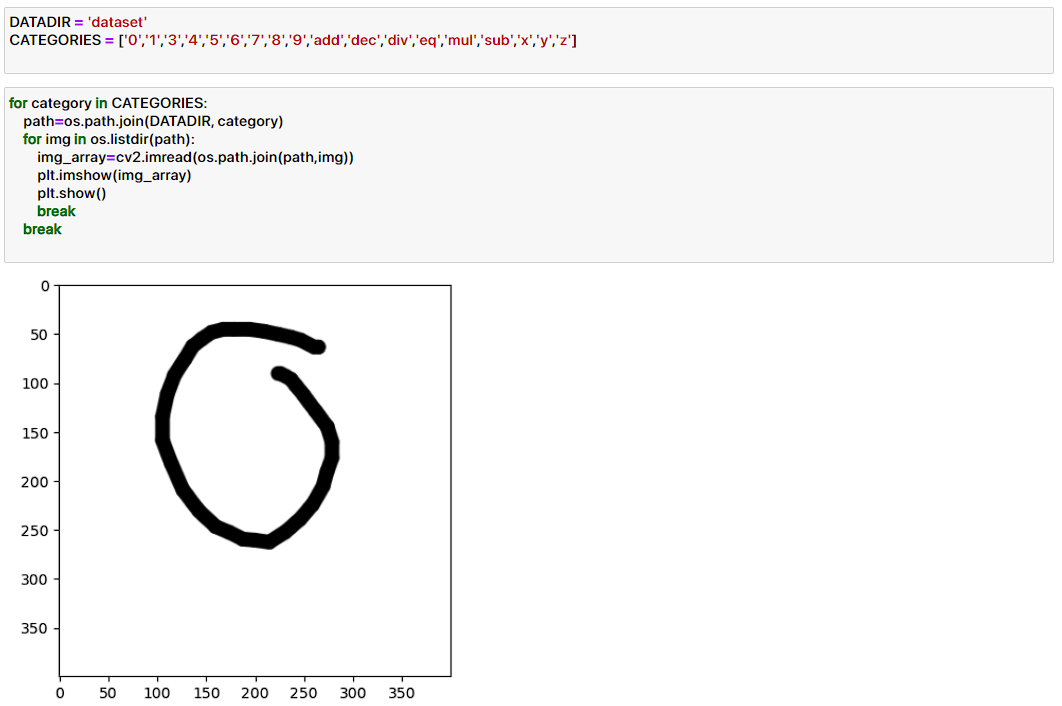 DATADIR = 'dataset'
CATEGORIES = ['0','1','3','4','5','6','7','8','9','add','dec','div','eq','mul','sub','x','y','z']
for category in CATEGORIES:
    path=os.path.join(DATADIR, category)
    for img in os.listdir(path):
        img_array=cv2.imread(os.path.join(path,img))
        plt.imshow(img_array)
        plt.show()
        break
    break
0
50
100
150
200
250
300
350
0 50 100 150 200 250 300 350